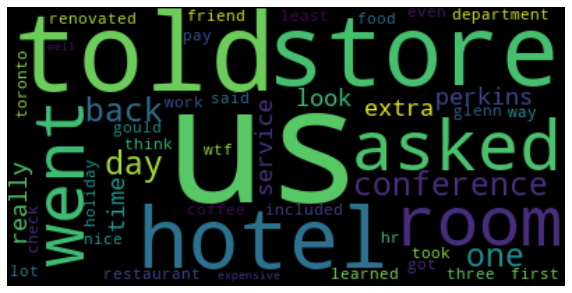 renovated friend least food department
told store
pay even
toronto well
us
back work said look extra perkins
glenn way
went gould think wtf service asked
day conference
really holiday time
check nice coffee included
hotel room
hr took one
got
lot restaurant expensive learned three first